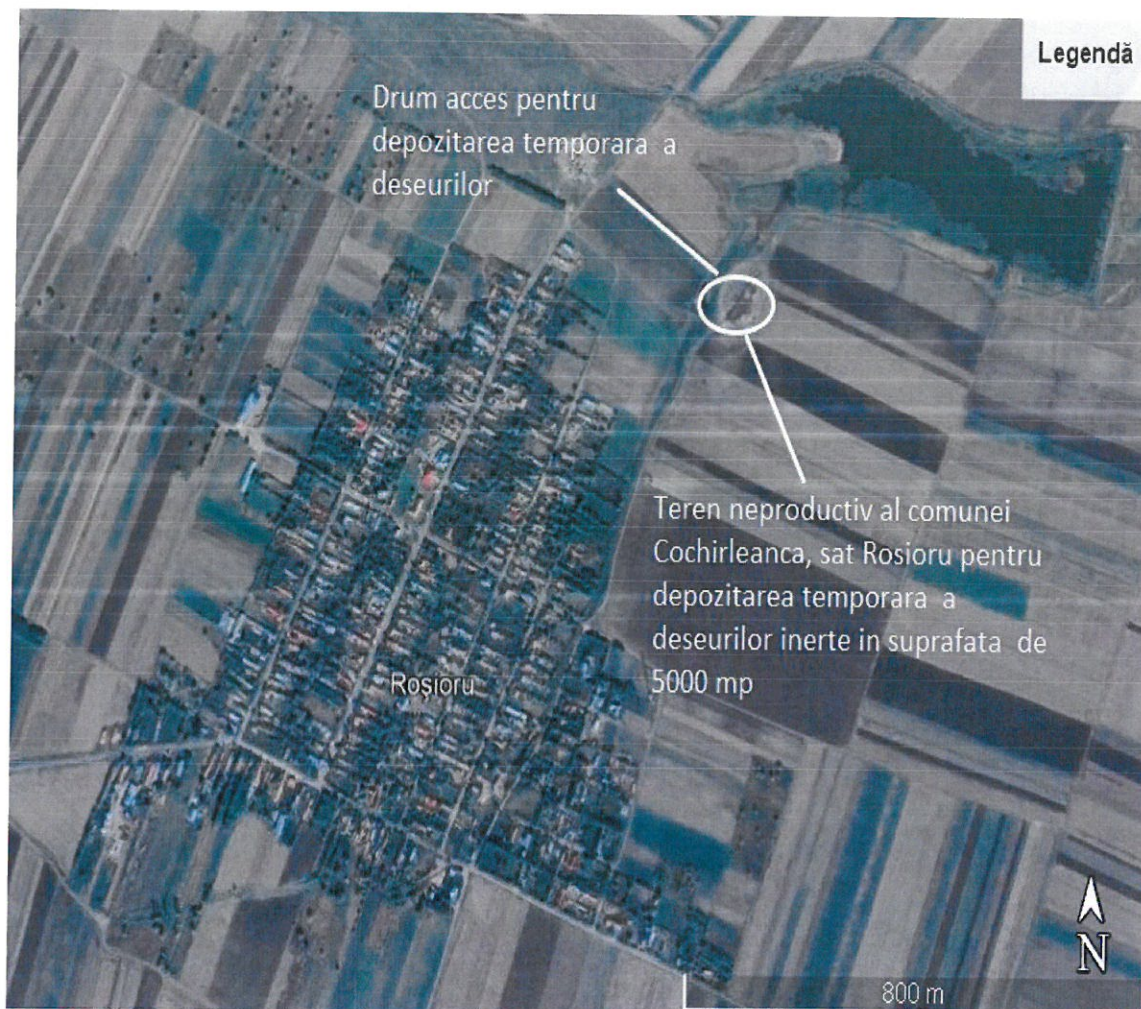 Legendă
Drum acces pentru
depozitarea temporara a
deseurilor
Teren neproductiv al comunei
Cochirleanca, sat Rosioru pentru
depozitarea temporara a
deseurilor inerte in suprafata de
5000 mp
Roșioru
N
800 m